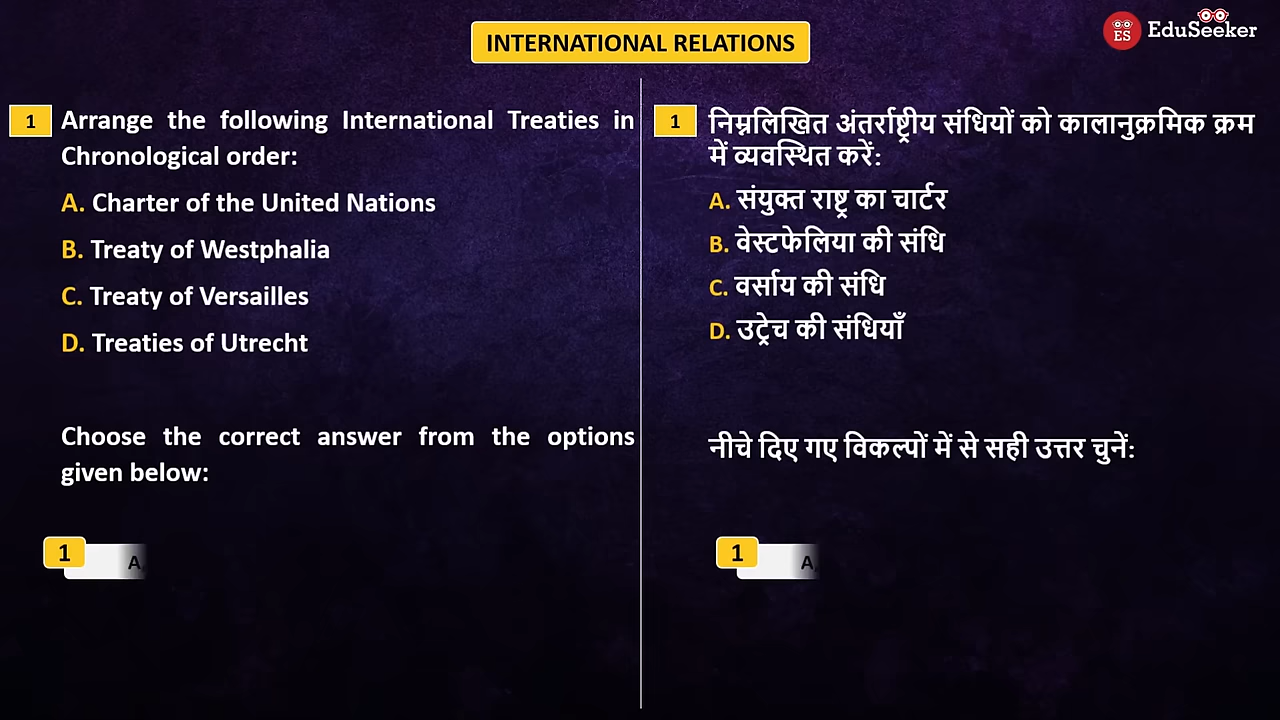 INTERNATIONAL RELATIONS
ES EduSeeker
1 Arrange the following International Treaties in
Chronological order:
A. Charter of the United Nations
B. Treaty of Westphalia
C. Treaty of Versailles
D. Treaties of Utrecht
Choose the correct answer from the options
given below:
1 A
1 निम्नलिखित अंतर्राष्ट्रीय संधियों को कालानुक्रमिक क्रम
में व्यवस्थित करें:
A. संयुक्त राष्ट्र का चार्टर
B. वेस्टफेलिया की संधि
C. वर्साय की संधि
D. उट्रेच की संधियाँ
नीचे दिए गए विकल्पों में से सही उत्तर चुनें:
1 A